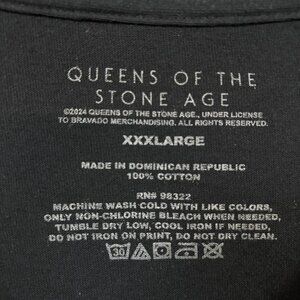 QUEENS OF THE
STONE AGE
©2024 QUEENS OF THE STONE AGE., UNDER LICENSE
TO BRAVADO MERCHANDISING. ALL RIGHTS RESERVED.
XXXLARGE
MADE IN DOMINICAN REPUBLIC
100% COTTON
RN# 98322
MACHINE WASH COLD WITH LIKE COLORS,
ONLY NON-CHLORINE BLEACH WHEN NEEDED,
TUMBLE DRY LOW, COOL IRON IF NEEDED,
DO NOT IRON ON PRINT, DO NOT DRY CLEAN.
30